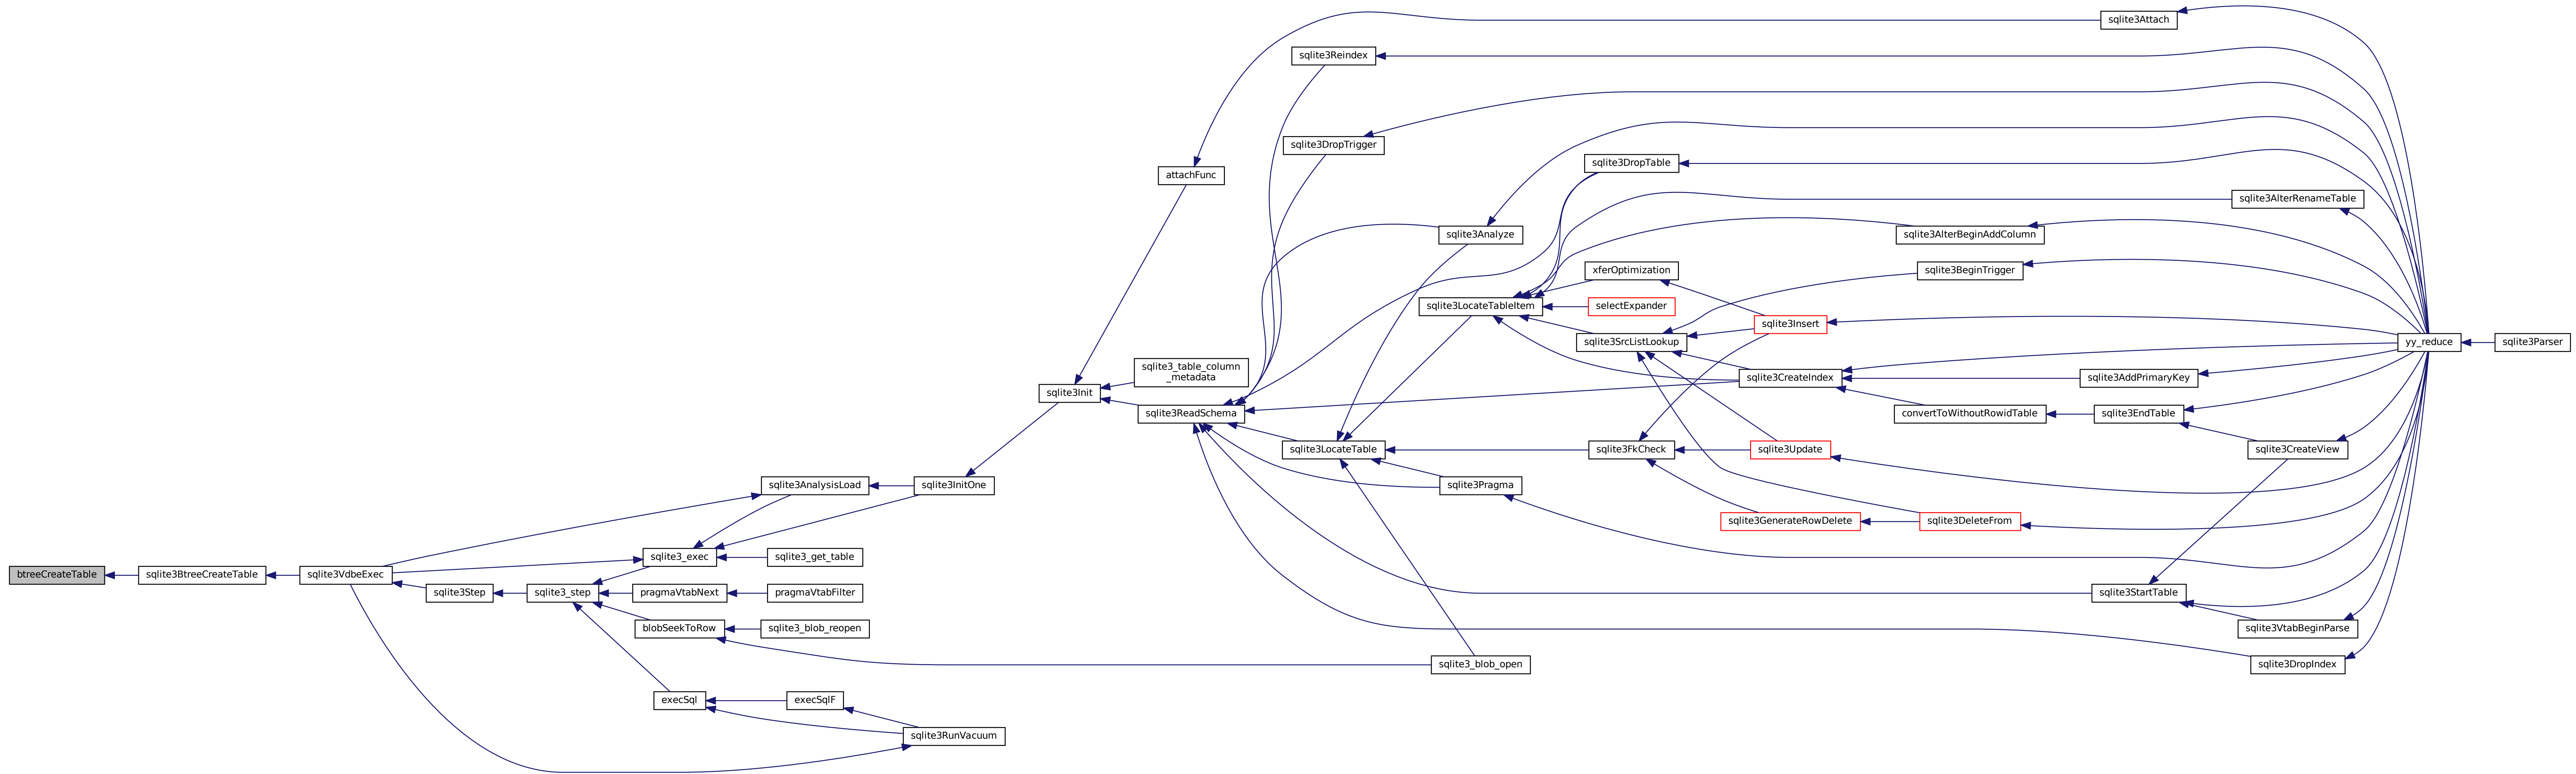 sqlite3Attach
sqlite3Reindex
sqlite3DropTrigger
sqlite3DropTable
attachFunc
sqlite3AlterRenameTable
sqlite3Analyze
sqlite3AlterBeginAddColumn
xferOptimization
sqlite3BeginTrigger
sqlite3LocateTableItem
selectExpander
sqlite3Insert
sqlite3SrcListLookup
yy_reduce
sqlite3Parser
sqlite3_table_column
_metadata
sqlite3CreateIndex
sqlite3AddPrimaryKey
sqlite3Init
sqlite3ReadSchema
convertToWithoutRowidTable
sqlite3EndTable
sqlite3LocateTable
sqlite3FkCheck
sqlite3Update
sqlite3CreateView
sqlite3AnalysisLoad
sqlite3InitOne
sqlite3Pragma
sqlite3GenerateRowDelete
sqlite3DeleteFrom
sqlite3_exec
sqlite3_get_table
btreeCreateTable
sqlite3BtreeCreateTable
sqlite3VdbeExec
sqlite3Step
sqlite3_step
pragmaVtabNext
pragmaVtabFilter
sqlite3StartTable
blobSeekToRow
sqlite3_blob_reopen
sqlite3VtabBeginParse
sqlite3_blob_open
sqlite3DropIndex
execSql
execSqlF
sqlite3RunVacuum